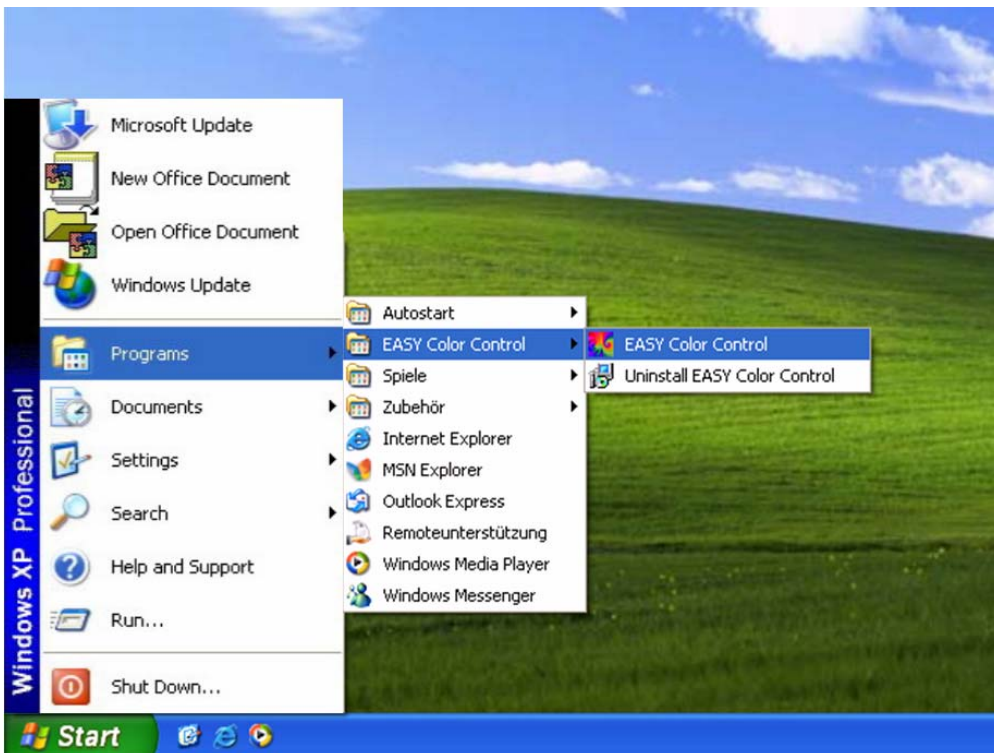 Microsoft Update
New Office Document
Open Office Document
Windows Update
Programs
Documents
Settings
Search
Help and Support
Run...
Shut Down...
Windows XP Professional
Autostart
EASY Color Control
Spiele
Zubehör
Internet Explorer
MSN Explorer
Outlook Express
Remoteunterstützung
Windows Media Player
Windows Messenger
EASY Color Control
Uninstall EASY Color Control
Start